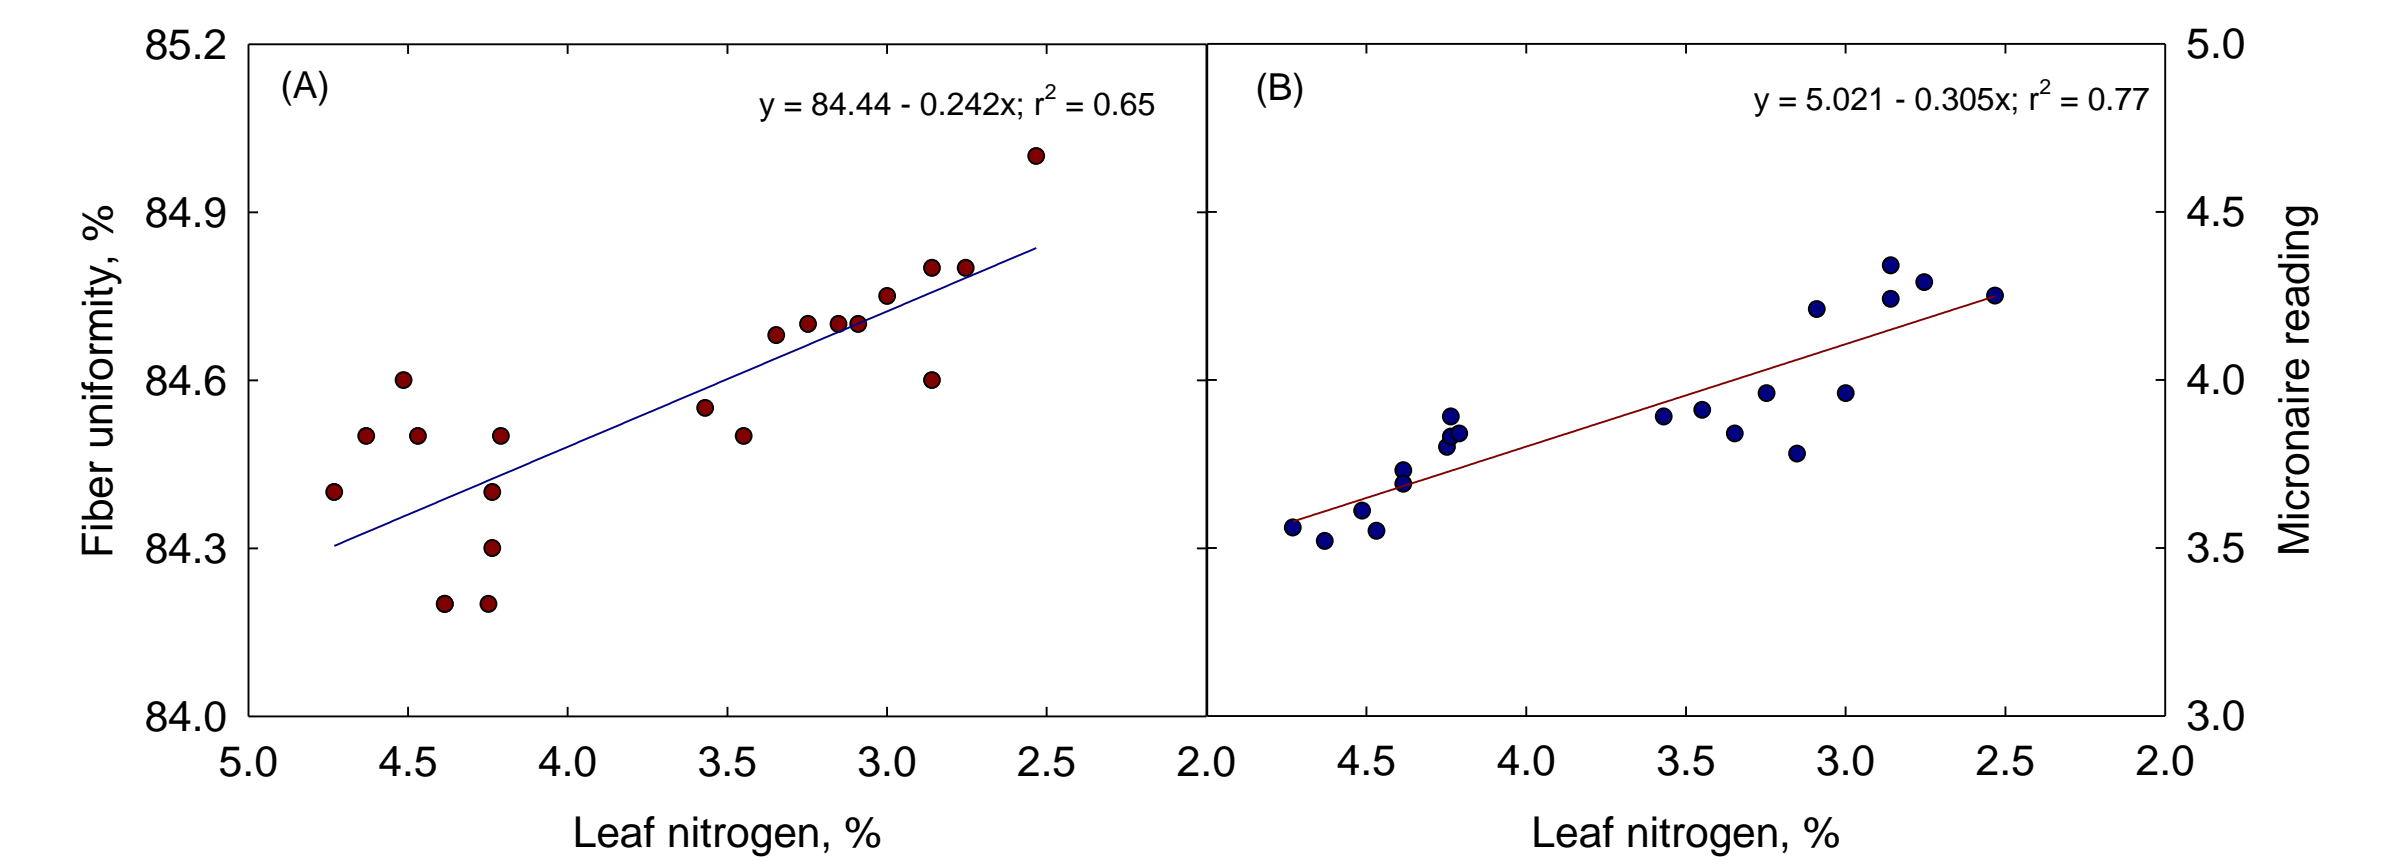 (A)
y = 84.44 - 0.242x; r² = 0.65
Fiber uniformity, %
85.2
84.9
84.6
84.3
84.0
5.0 4.5 4.0 3.5 3.0 2.5 2.0
Leaf nitrogen, %
(B)
y = 5.021 - 0.305x; r² = 0.77
4.5 4.0 3.5 3.0 2.5 2.0
Leaf nitrogen, %
5.0
4.5
4.0
3.5
3.0
Micronaire reading